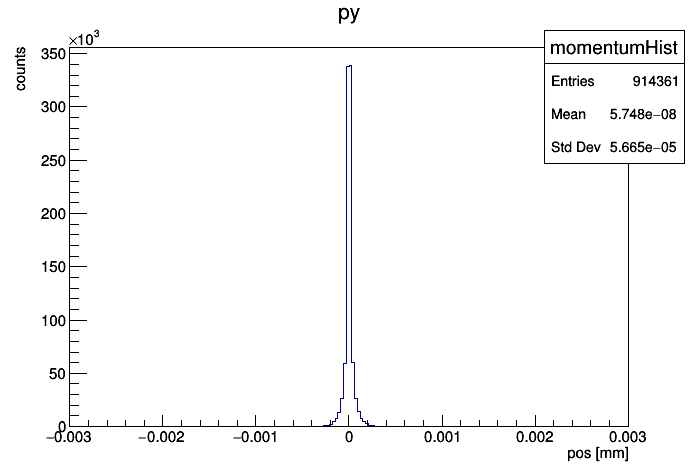 py
×10³
counts
350
300
250
200
150
100
50
0
−0.003
−0.002
−0.001
0
0.001
0.002
0.003
pos [mm]
momentumHist
Entries 914361
Mean 5.748e−08
Std Dev 5.665e−05